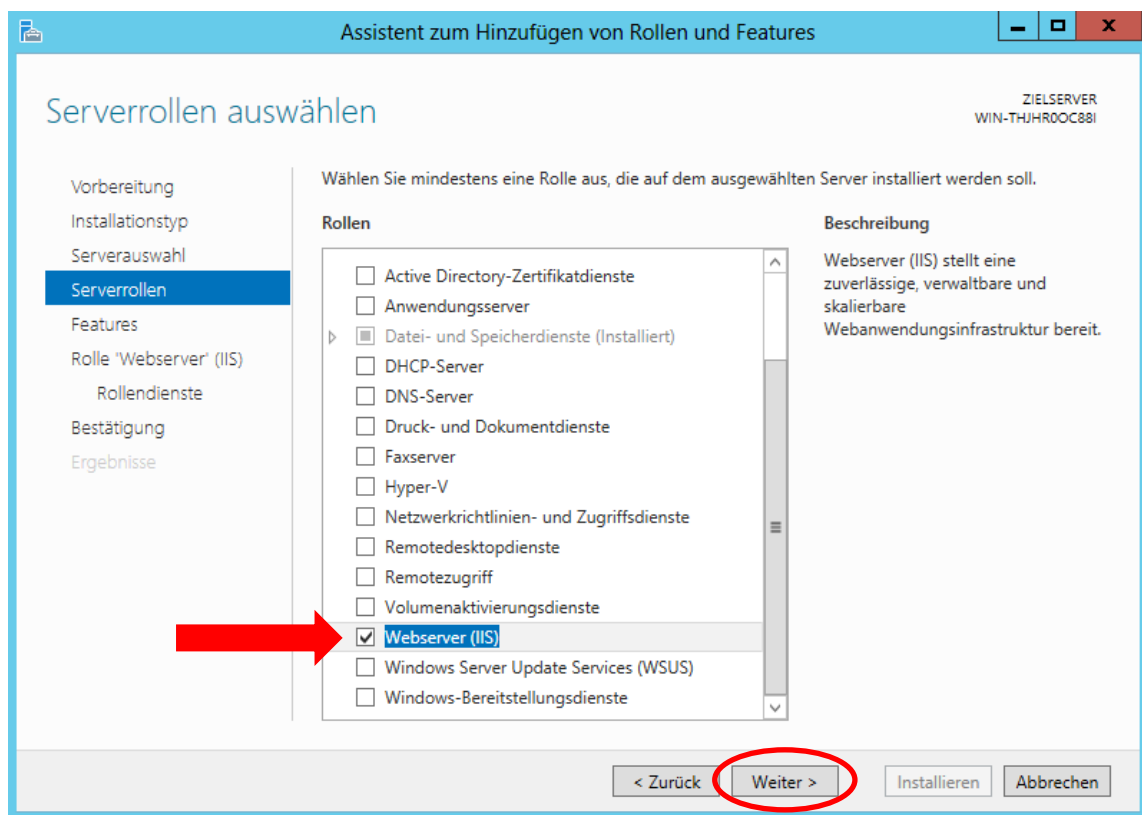 Assistent zum Hinzufügen von Rollen und Features
Serverrollen auswählen
ZIELSERVER
WIN-THJHR0OC88I
Vorbereitung
Installationstyp
Serverauswahl
Serverrollen
Features
Rolle 'Webserver' (IIS)
Rollendienste
Bestätigung
Ergebnisse
Wählen Sie mindestens eine Rolle aus, die auf dem ausgewählten Server installiert werden soll.
Rollen
Active Directory-Zertifikatdienste
Anwendungsserver
Datei- und Speicherdienste (Installiert)
DHCP-Server
DNS-Server
Druck- und Dokumentdienste
Faxserver
Hyper-V
Netzwerkrichtlinien- und Zugriffsdienste
Remotedesktopdienste
Remotezugriff
Volumenaktivierungsdienste
Webserver (IIS)
Windows Server Update Services (WSUS)
Windows-Bereitstellungsdienste
Beschreibung
Webserver (IIS) stellt eine
zuverlässige, verwaltbare und
skalierbare
Webanwendungsinfrastruktur bereit.
< Zurück
Weiter >
Installieren
Abbrechen